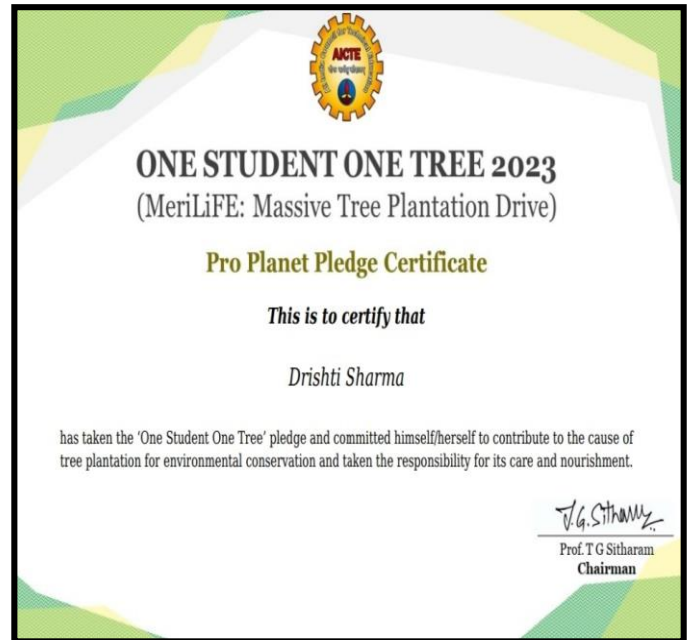 AICTE
ONE STUDENT ONE TREE 2023
(MeriLiFE: Massive Tree Plantation Drive)
Pro Planet Pledge Certificate
This is to certify that
Drishti Sharma
has taken the 'One Student One Tree' pledge and committed himself/herself to contribute to the cause of
tree plantation for environmental conservation and taken the responsibility for its care and nourishment.
Prof. T G Sitharam
Chairman